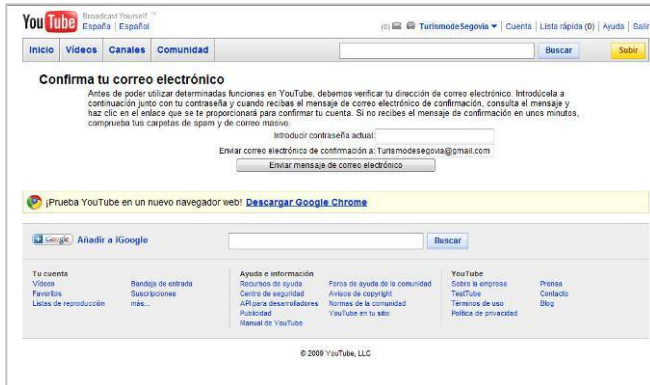 YouTube Broadcast Yourself™
España | Español
(0) TurismodeSegovia ▼ | Cuenta | Lista rápida (0) | Ayuda | Salir
Inicio Vídeos Canales Comunidad Buscar Subir
Confirma tu correo electrónico
Antes de poder utilizar determinadas funciones en YouTube, debemos verificar tu dirección de correo electrónico. Introdúcela a
continuación junto con tu contraseña y cuando recibas el mensaje de correo electrónico de confirmación, consulta el mensaje y
haz clic en el enlace que se te proporcionará para confirmar tu cuenta. Si no recibes el mensaje de confirmación en unos minutos,
comprueba tus carpetas de spam y de correo masivo.
Introducir contraseña actual:
Enviar correo electrónico de confirmación a: Turismodesegovia@gmail.com
Enviar mensaje de correo electrónico
¡Prueba YouTube en un nuevo navegador web! Descargar Google Chrome
Google Añadir a iGoogle Buscar
Tu cuenta Ayuda e información YouTube
Vídeos Bandeja de entrada Recursos de ayuda Foros de ayuda de la comunidad Sobre la empresa Prensa
Favoritos Suscripciones Centro de seguridad Avisos de copyright TestTube Contacto
Listas de reproducción más... API para desarrolladores Normas de la comunidad Términos de uso Blog
Publicidad YouTube en tu sitio Política de privacidad
Manual de YouTube
© 2009 YouTube, LLC